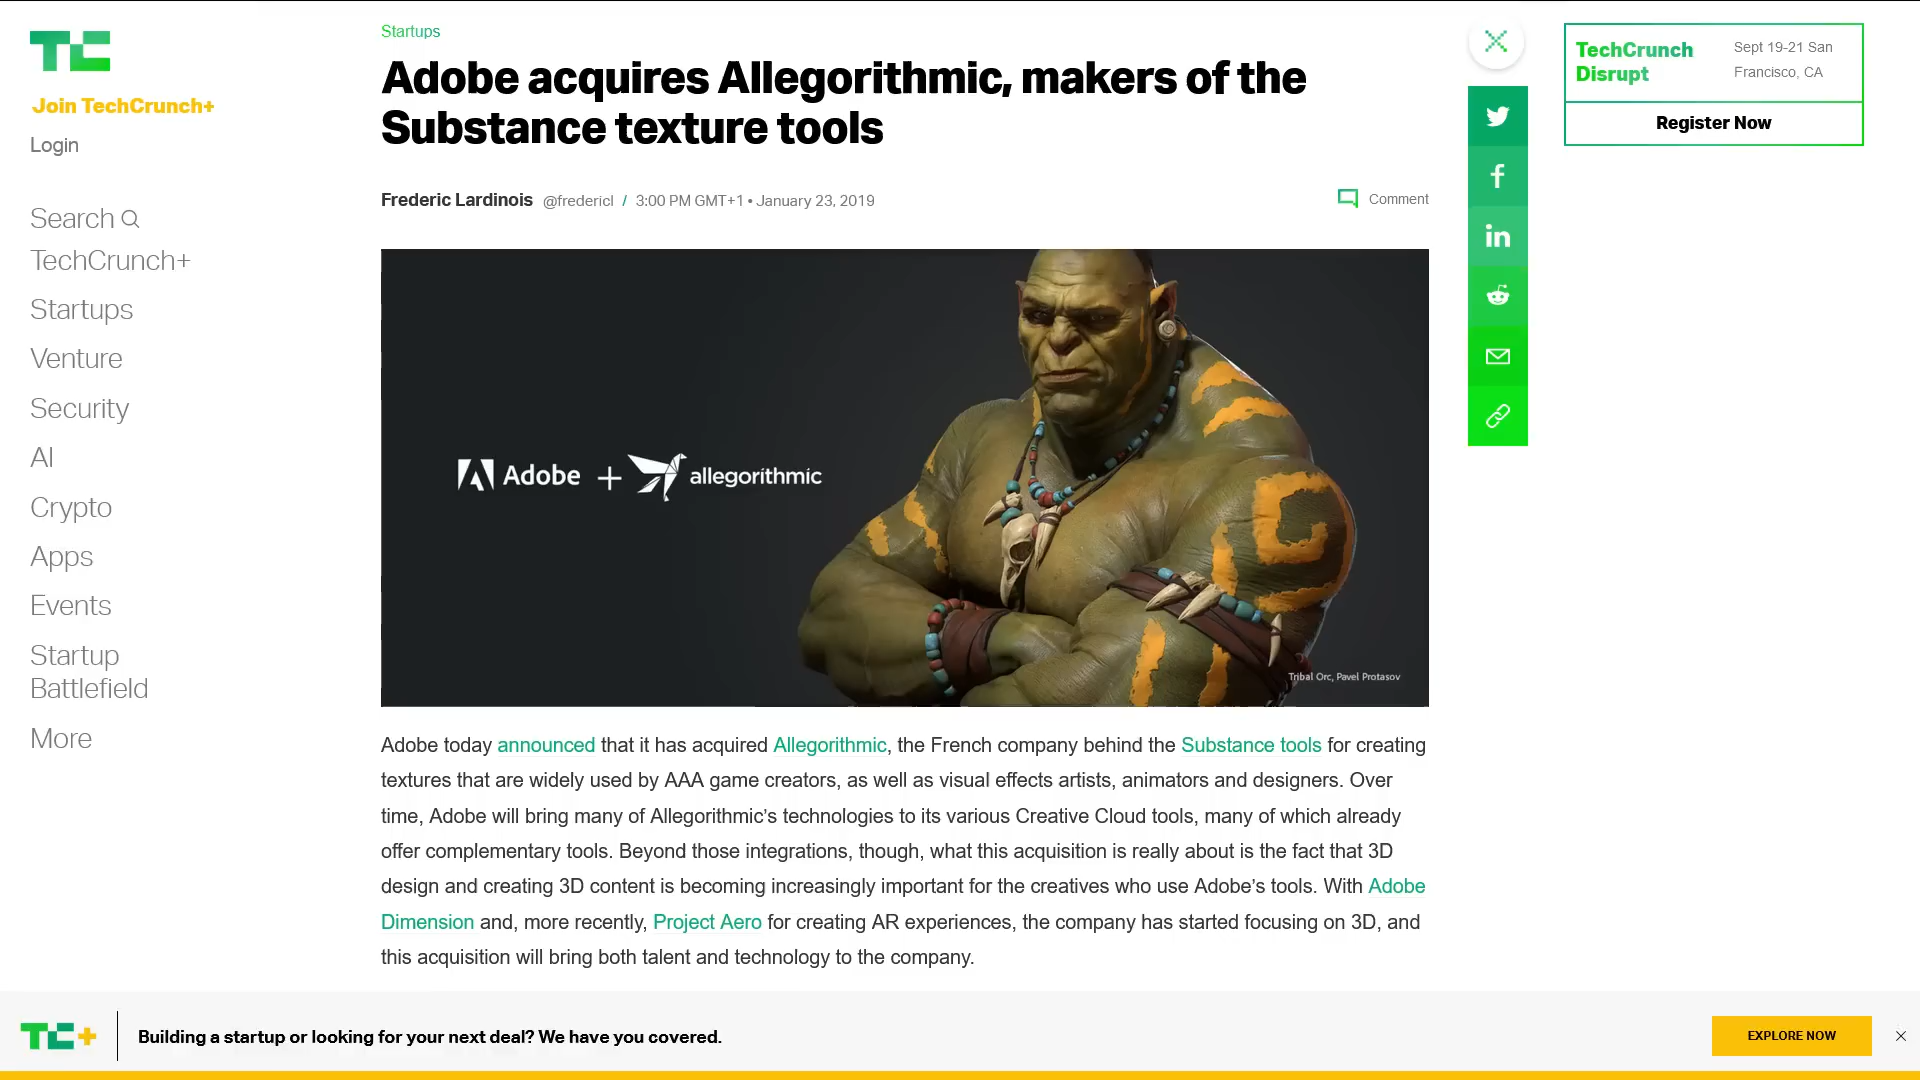 TC
Join TechCrunch+
Login
Search
TechCrunch+
Startups
Venture
Security
AI
Crypto
Apps
Events
Startup
Battlefield
More
Startups
Adobe acquires Allegorithmic, makers of the
Substance texture tools
Frederic Lardinois @fredericl / 3:00 PM GMT+1 • January 23, 2019
Comment
Adobe + allegorithmic
Tribal Orc, Pavel Protasov
Adobe today announced that it has acquired Allegorithmic, the French company behind the Substance tools for creating
textures that are widely used by AAA game creators, as well as visual effects artists, animators and designers. Over
time, Adobe will bring many of Allegorithmic’s technologies to its various Creative Cloud tools, many of which already
offer complementary tools. Beyond those integrations, though, what this acquisition is really about is the fact that 3D
design and creating 3D content is becoming increasingly important for the creatives who use Adobe’s tools. With Adobe
Dimension and, more recently, Project Aero for creating AR experiences, the company has started focusing on 3D, and
this acquisition will bring both talent and technology to the company.
TechCrunch
Disrupt
Sept 19-21 San
Francisco, CA
Register Now
TC+
Building a startup or looking for your next deal? We have you covered.
EXPLORE NOW